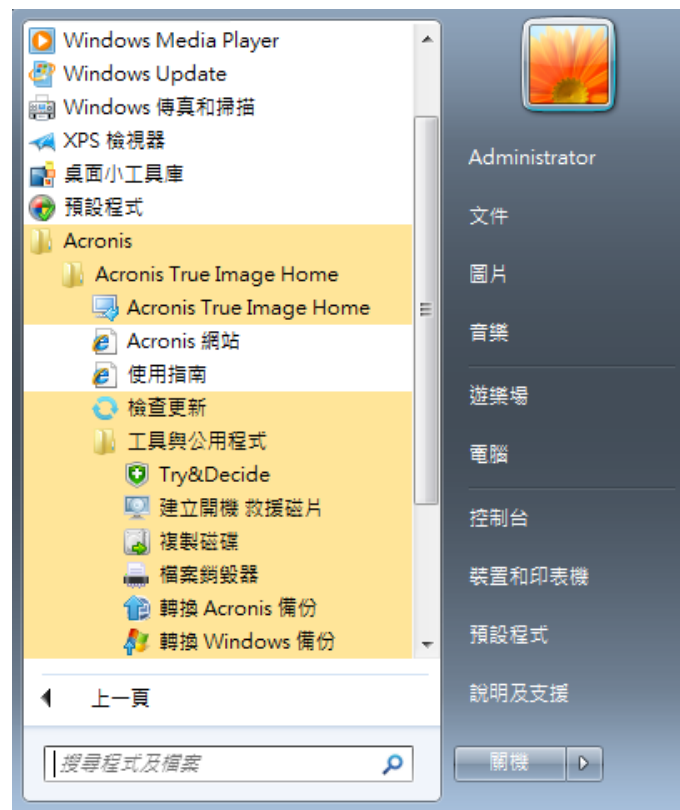 Windows Media Player
Windows Update
Windows 傳真和掃描
XPS 檢視器
桌面小工具庫
預設程式
Acronis
Acronis True Image Home
Acronis True Image Home
Acronis 網站
使用指南
檢查更新
工具與公用程式
Try&Decide
建立開機 救援磁片
複製磁碟
檔案銷毀器
轉換 Acronis 備份
轉換 Windows 備份
上一頁
搜尋程式及檔案
Administrator
文件
圖片
音樂
遊樂場
電腦
控制台
裝置和印表機
預設程式
說明及支援
關機